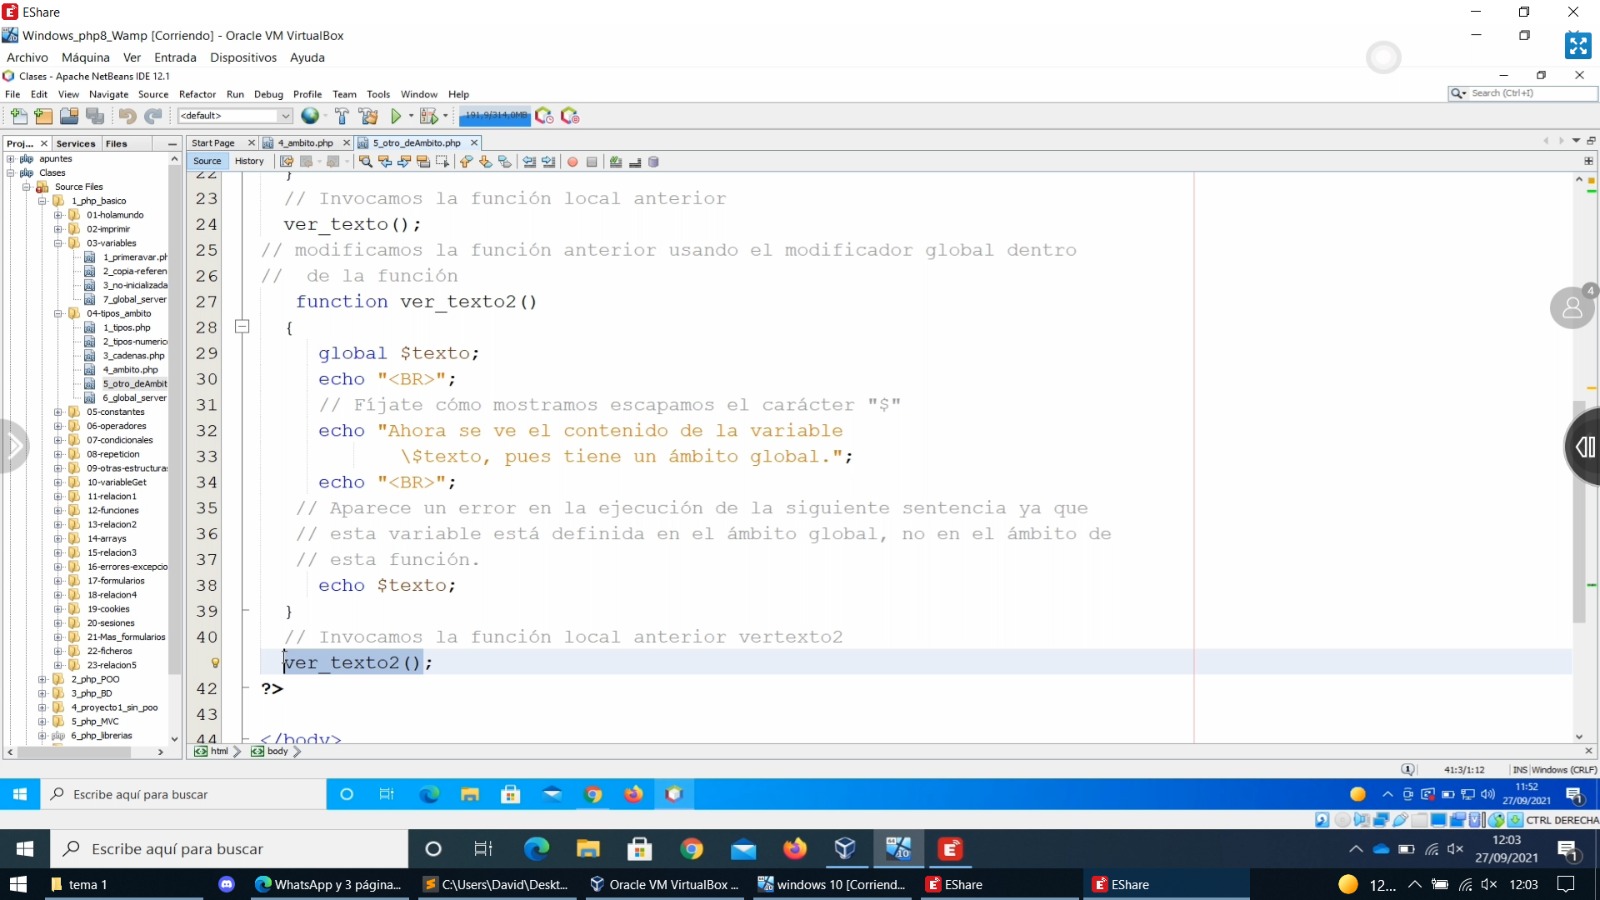 EShare
Windows_php8_Wamp [Corriendo] - Oracle VM VirtualBox
Archivo Máquina Ver Entrada Dispositivos Ayuda
Clases - Apache NetBeans IDE 12.1
File Edit View Navigate Source Refactor Run Debug Profile Team Tools Window Help
Search (Ctrl+I)
<default>
191,9/314,0MB
Proj... Services Files
Start Page 4_ambito.php 5_otro_deAmbito.php
Source History
apuntes
Clases
Source Files
1_php_basico
01-holamundo
02-imprimir
03-variables
1_primeravar.ph
2_copia-referen
3_no-inicializada
7_global_server
04-tipos_ambito
1_tipos.php
2_tipos-numeric
3_cadenas.php
4_ambito.php
5_otro_deAmbit
6_global_server
05-constantes
06-operadores
07-condicionales
08-repeticion
09-otras-estructura
10-variableGet
11-relacion1
12-funciones
13-relacion2
14-arrays
15-relacion3
16-errores-excepcio
17-formularios
18-relacion4
19-cookies
20-sesiones
21-Mas_formularios
22-ficheros
23-relacion5
2_php_POO
3_php_BD
4_proyecto1_sin_poo
5_php_MVC
6_php_librerias
22 }
23 // Invocamos la función local anterior
24 ver_texto();
25 // modificamos la función anterior usando el modificador global dentro
26 // de la función
27 function ver_texto2()
28 {
29 global $texto;
30 echo "<BR>";
31 // Fíjate cómo mostramos escapamos el carácter "$"
32 echo "Ahora se ve el contenido de la variable
33 \$texto, pues tiene un ámbito global.";
34 echo "<BR>";
35 // Aparece un error en la ejecución de la siguiente sentencia ya que
36 // esta variable está definida en el ámbito global, no en el ámbito de
37 // esta función.
38 echo $texto;
39 }
40 // Invocamos la función local anterior vertexto2
ver_texto2();
42 ?>
43
44 </body>
html body
4
41:3/1:12 INS Windows (CRLF)
Escribe aquí para buscar
11:52
27/09/2021
1
CTRL DERECHA
Escribe aquí para buscar
12:03
27/09/2021
1
tema 1 WhatsApp y 3 página... C:\Users\David\Deskt... Oracle VM VirtualBox ... windows 10 [Corriend... EShare EShare 12... 12:03